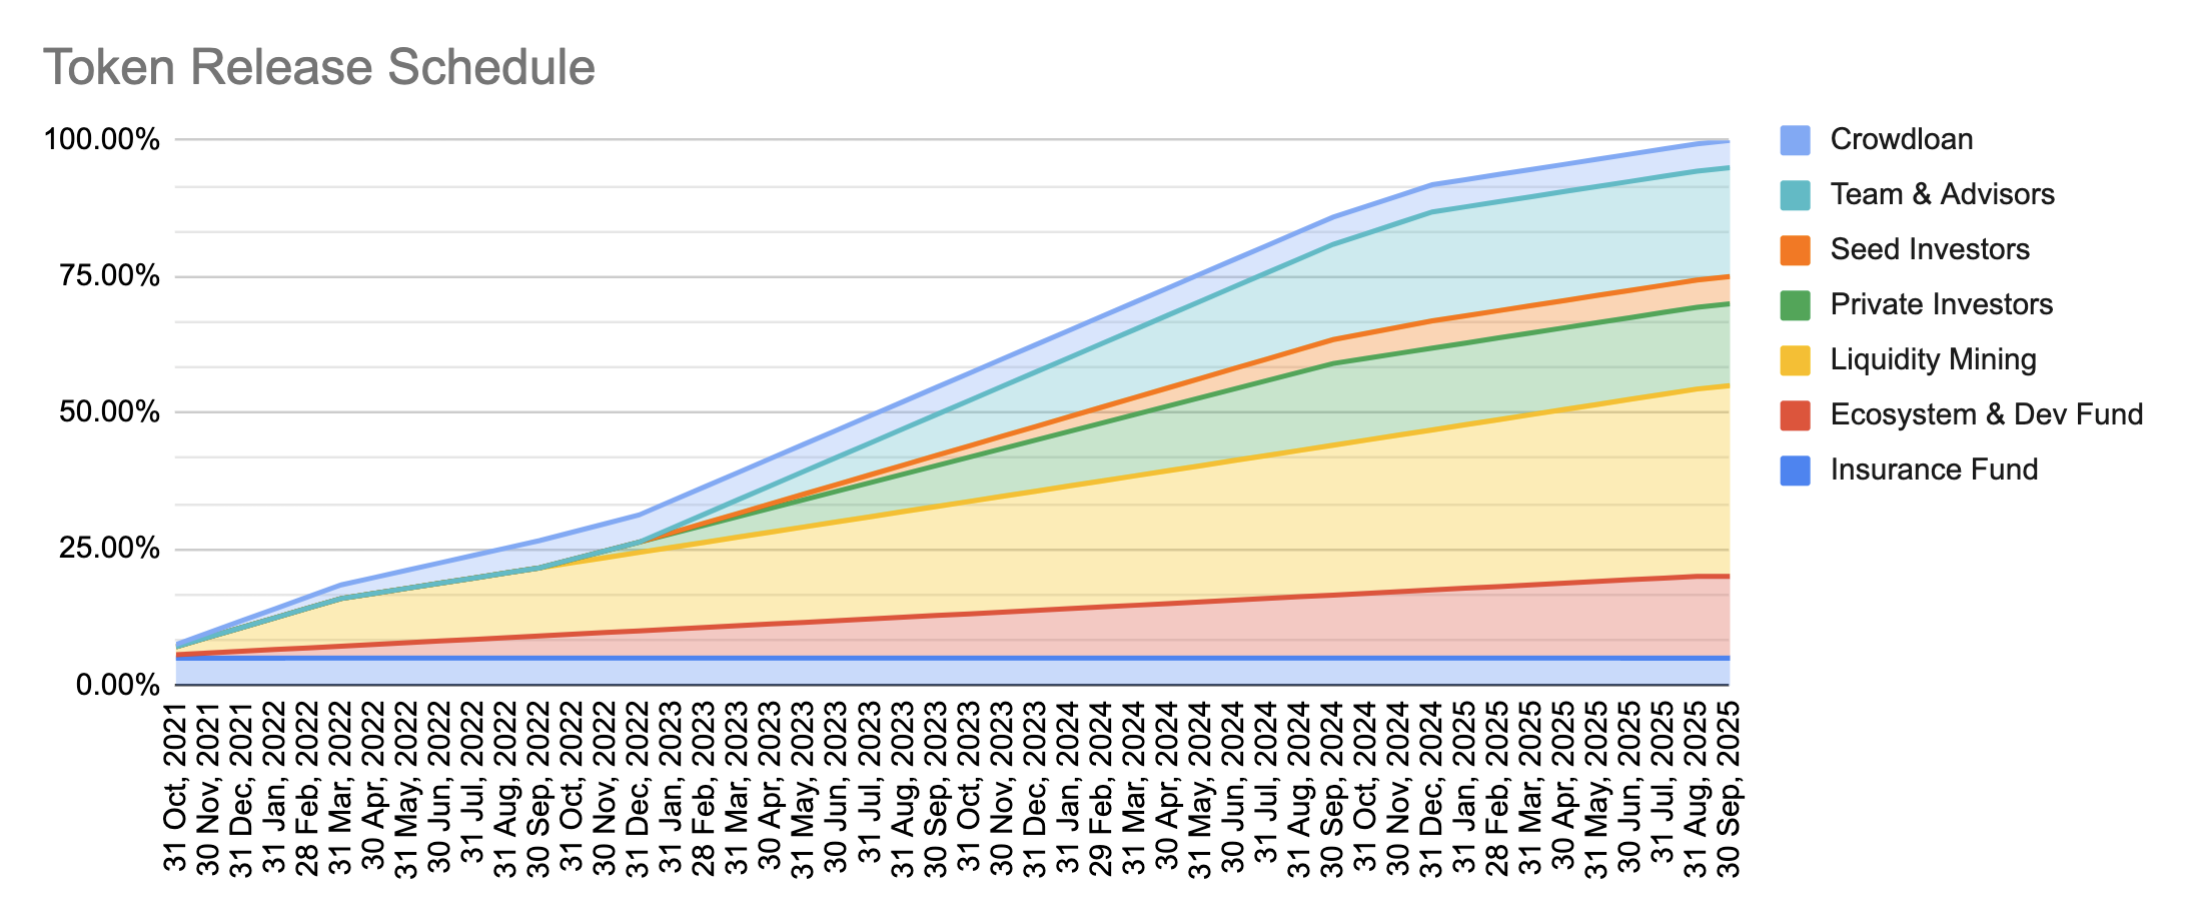 Token Release Schedule
100.00%
75.00%
50.00%
25.00%
0.00%
31 Oct, 2021
30 Nov, 2021
31 Dec, 2021
31 Jan, 2022
28 Feb, 2022
31 Mar, 2022
30 Apr, 2022
31 May, 2022
30 Jun, 2022
31 Jul, 2022
31 Aug, 2022
30 Sep, 2022
31 Oct, 2022
30 Nov, 2022
31 Dec, 2022
31 Jan, 2023
28 Feb, 2023
31 Mar, 2023
30 Apr, 2023
31 May, 2023
30 Jun, 2023
31 Jul, 2023
31 Aug, 2023
30 Sep, 2023
31 Oct, 2023
30 Nov, 2023
31 Dec, 2023
31 Jan, 2024
29 Feb, 2024
31 Mar, 2024
30 Apr, 2024
31 May, 2024
30 Jun, 2024
31 Jul, 2024
31 Aug, 2024
30 Sep, 2024
31 Oct, 2024
30 Nov, 2024
31 Dec, 2024
31 Jan, 2025
28 Feb, 2025
31 Mar, 2025
30 Apr, 2025
31 May, 2025
30 Jun, 2025
31 Jul, 2025
31 Aug, 2025
30 Sep, 2025
Crowdloan
Team & Advisors
Seed Investors
Private Investors
Liquidity Mining
Ecosystem & Dev Fund
Insurance Fund